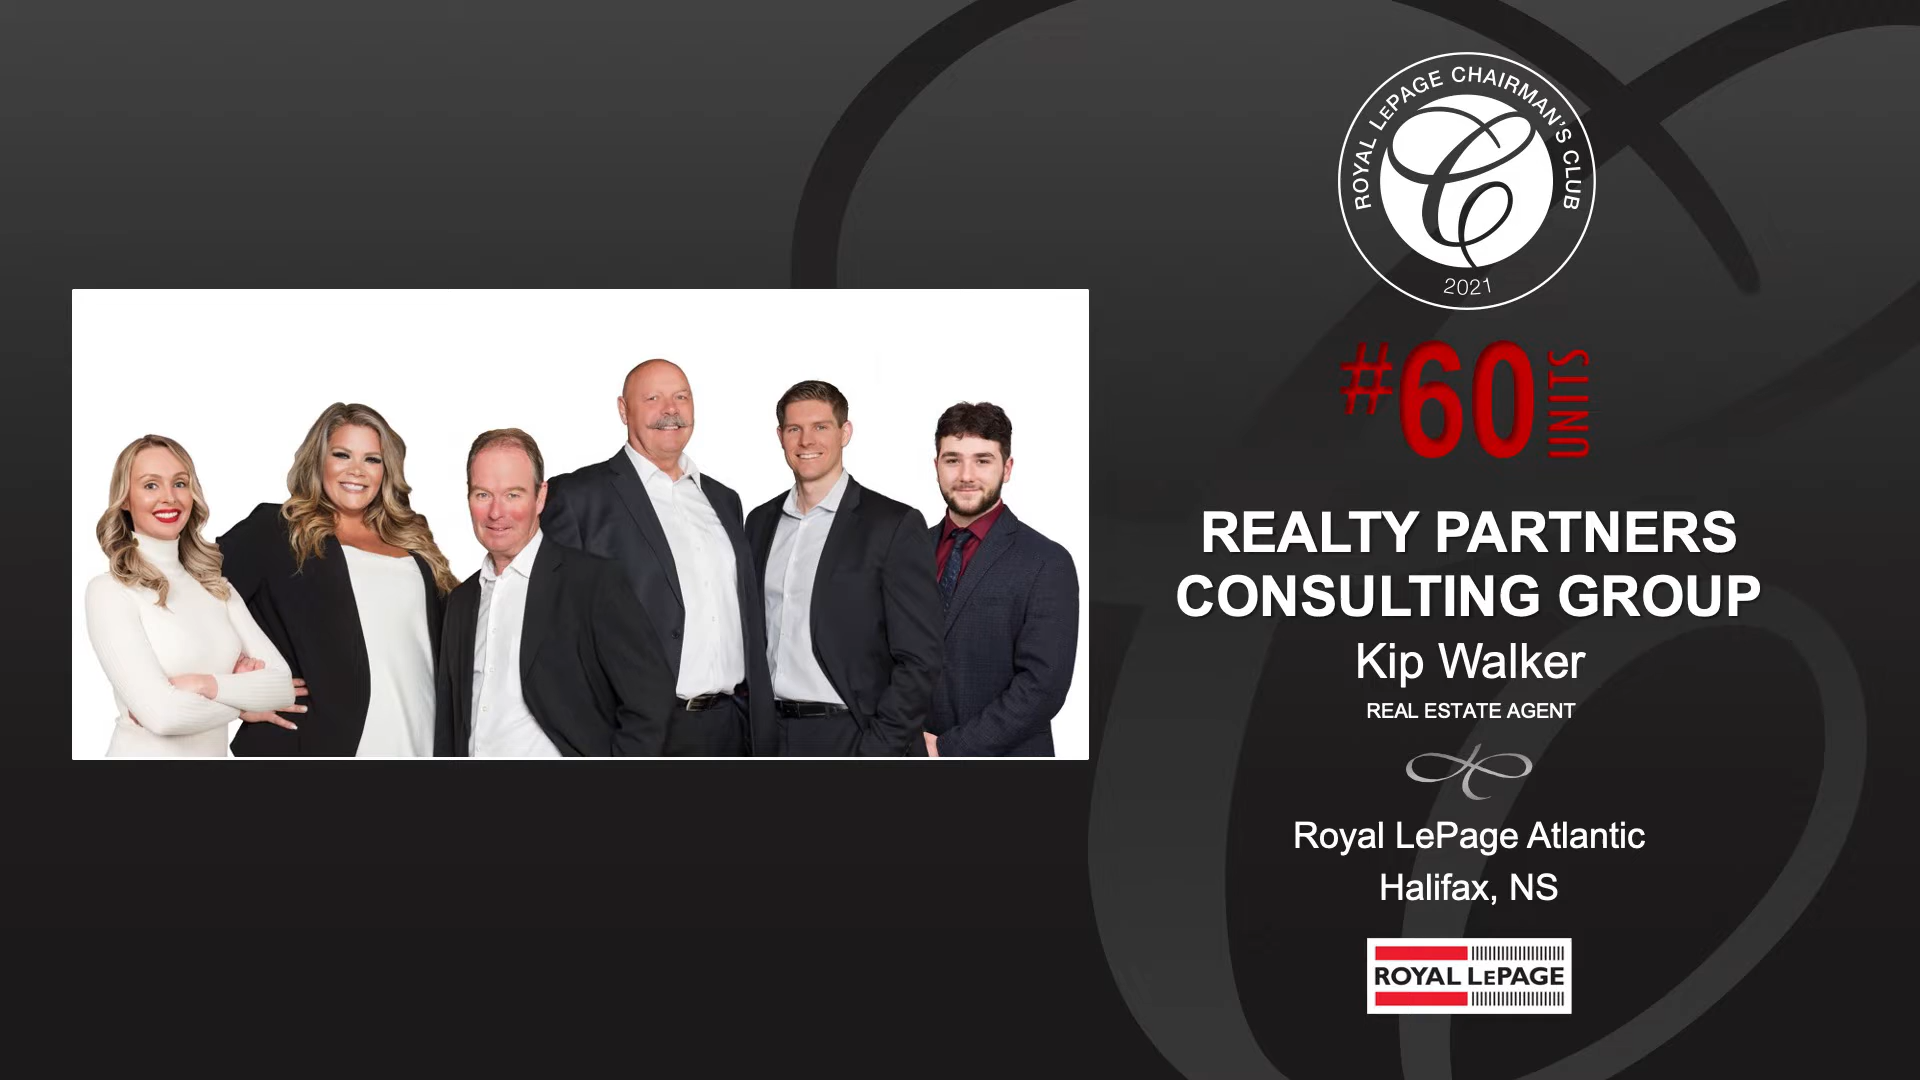 ROYAL LEPAGE CHAIRMAN'S CLUB
2021
#60 UNITS
REALTY PARTNERS
CONSULTING GROUP
Kip Walker
REAL ESTATE AGENT
Royal LePage Atlantic
Halifax, NS
ROYAL LEPAGE